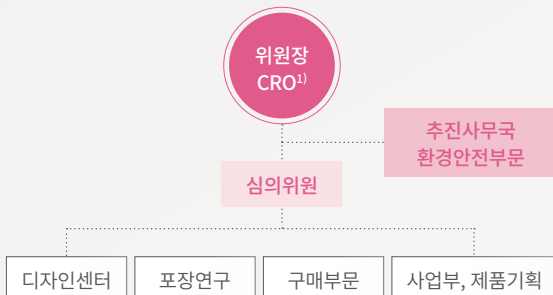 위원장
CRO1)
추진사무국
환경안전부문
심의위원
디자인센터
포장연구
구매부문
사업부, 제품기획